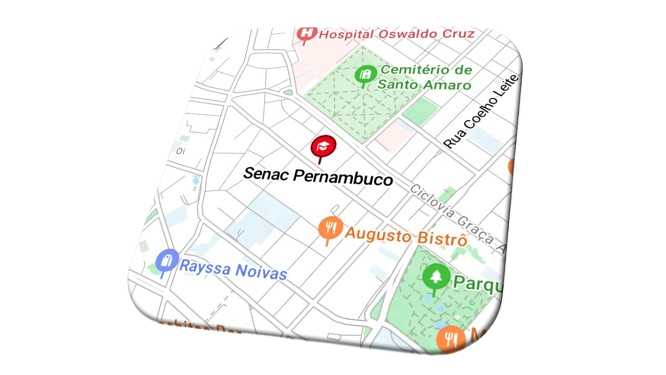 Hospital Oswaldo Cruz
Cemitério de
Santo Amaro
Rua Coelho Leite
Oi
Senac Pernambuco
Ciclovia Graça A
Augusto Bistrô
Rayssa Noivas
Parqu